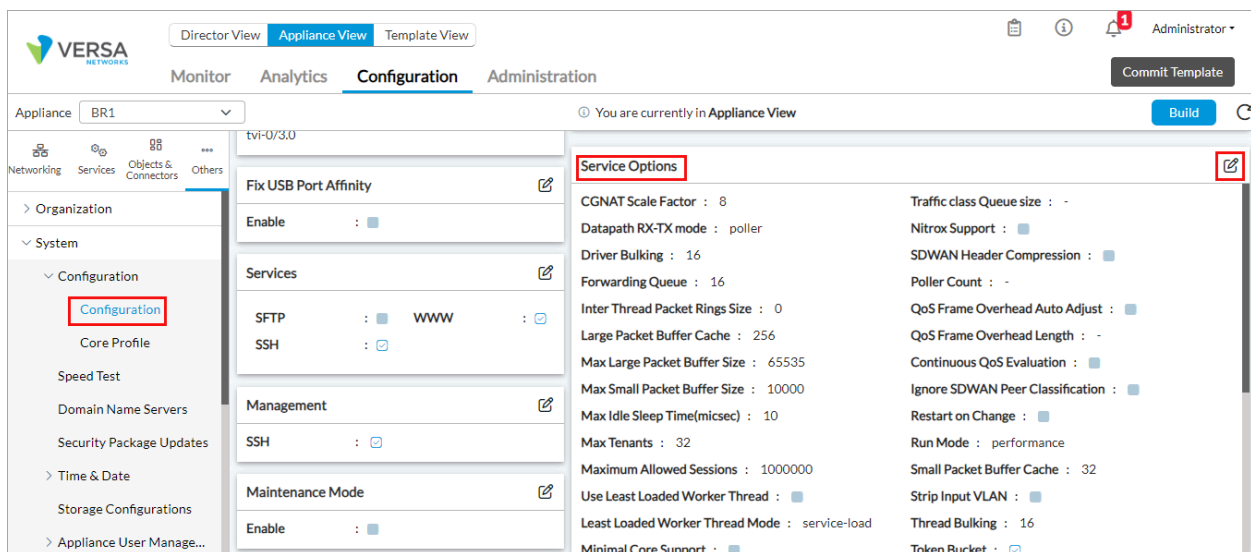 VERSA
NETWORKS
Director View Appliance View Template View
1
Administrator
Monitor Analytics Configuration Administration
Commit Template
Appliance BR1
You are currently in Appliance View
Build
Networking Services Objects & Connectors Others
Organization
System
Configuration
Configuration
Core Profile
Speed Test
Domain Name Servers
Security Package Updates
Time & Date
Storage Configurations
Appliance User Manage...
tvi-0/3.0
Fix USB Port Affinity
Enable :
Services
SFTP : WWW :
SSH :
Management
SSH :
Maintenance Mode
Enable :
Service Options
CGNAT Scale Factor : 8
Datapath RX-TX mode : poller
Driver Bulking : 16
Forwarding Queue : 16
Inter Thread Packet Rings Size : 0
Large Packet Buffer Cache : 256
Max Large Packet Buffer Size : 65535
Max Small Packet Buffer Size : 10000
Max Idle Sleep Time(micsec) : 10
Max Tenants : 32
Maximum Allowed Sessions : 1000000
Use Least Loaded Worker Thread :
Least Loaded Worker Thread Mode : service-load
Minimal Core Support :
Traffic class Queue size : -
Nitrox Support :
SDWAN Header Compression :
Poller Count : -
QoS Frame Overhead Auto Adjust :
QoS Frame Overhead Length : -
Continuous QoS Evaluation :
Ignore SDWAN Peer Classification :
Restart on Change :
Run Mode : performance
Small Packet Buffer Cache : 32
Strip Input VLAN :
Thread Bulking : 16
Token Bucket :